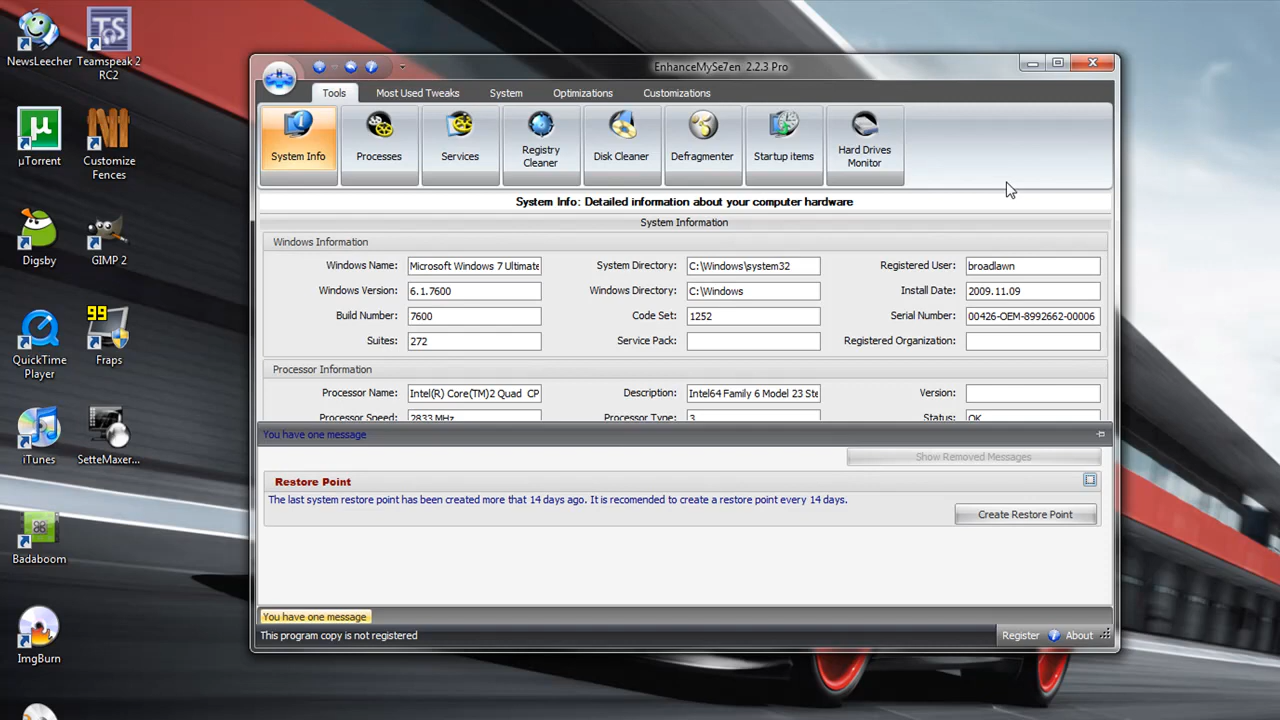 NewsLeecher
TS
Teamspeak 2
RC2
µTorrent
Customize
Fences
Digsby
GIMP 2
QuickTime
Player
99
Fraps
iTunes
SetteMaxer...
Badaboom
ImgBurn
EnhanceMySe7en 2.2.3 Pro
Tools
Most Used Tweaks
System
Optimizations
Customizations
System Info
Processes
Services
Registry
Cleaner
Disk Cleaner
Defragmenter
Startup items
Hard Drives
Monitor
System Info: Detailed information about your computer hardware
System Information
Windows Information
Windows Name: Microsoft Windows 7 Ultimate
System Directory: C:\Windows\system32
Registered User: broadlawn
Windows Version: 6.1.7600
Windows Directory: C:\Windows
Install Date: 2009.11.09
Build Number: 7600
Code Set: 1252
Serial Number: 00426-OEM-8992662-00006
Suites: 272
Service Pack:
Registered Organization:
Processor Information
Processor Name: Intel(R) Core(TM)2 Quad CP
Description: Intel64 Family 6 Model 23 Ste
Version:
Processor Speed: 2833 MHz
Processor Type: 3
Status: OK
You have one message
Show Removed Messages
Restore Point
The last system restore point has been created more that 14 days ago. It is recomended to create a restore point every 14 days.
Create Restore Point
You have one message
This program copy is not registered
Register
About